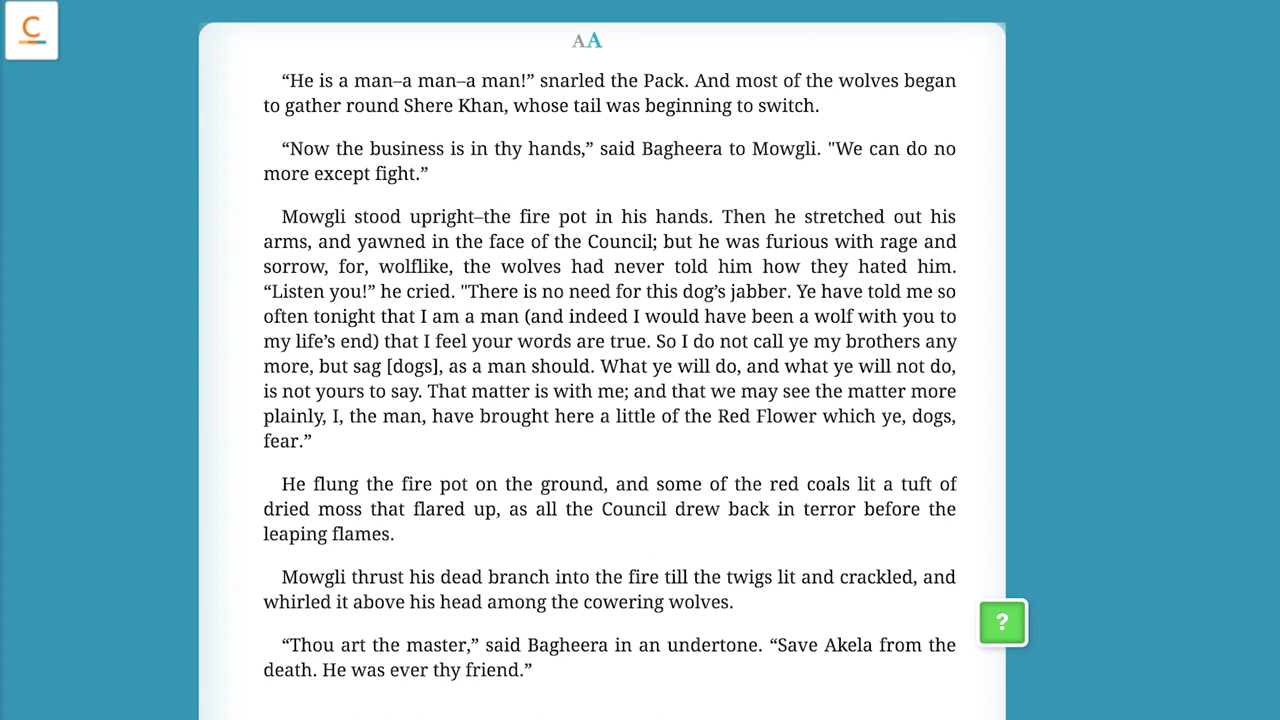 C
AA
“He is a man–a man–a man!” snarled the Pack. And most of the wolves began
to gather round Shere Khan, whose tail was beginning to switch.
“Now the business is in thy hands,” said Bagheera to Mowgli. "We can do no
more except fight.”
Mowgli stood upright–the fire pot in his hands. Then he stretched out his
arms, and yawned in the face of the Council; but he was furious with rage and
sorrow, for, wolflike, the wolves had never told him how they hated him.
“Listen you!” he cried. "There is no need for this dog’s jabber. Ye have told me so
often tonight that I am a man (and indeed I would have been a wolf with you to
my life’s end) that I feel your words are true. So I do not call ye my brothers any
more, but sag [dogs], as a man should. What ye will do, and what ye will not do,
is not yours to say. That matter is with me; and that we may see the matter more
plainly, I, the man, have brought here a little of the Red Flower which ye, dogs,
fear.”
He flung the fire pot on the ground, and some of the red coals lit a tuft of
dried moss that flared up, as all the Council drew back in terror before the
leaping flames.
Mowgli thrust his dead branch into the fire till the twigs lit and crackled, and
whirled it above his head among the cowering wolves.
“Thou art the master,” said Bagheera in an undertone. “Save Akela from the
death. He was ever thy friend.”
?